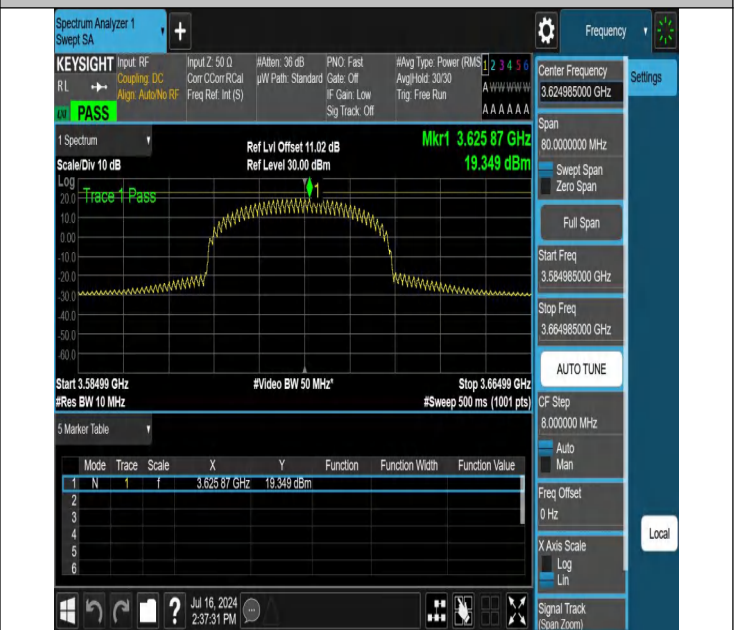 Spectrum Analyzer 1
Swept SA
+
Frequency
KEYSIGHT
Input: RF
Input Z: 50 Ω
#Atten: 36 dB
PNO: Fast
#Avg Type: Power (RMS
1 2 3 4 5 6
RL
Coupling: DC
Corr CCorr RCal
µW Path: Standard
Gate: Off
Avg|Hold: 30/30
A W W W W W
Align: Auto/No RF
Freq Ref: Int (S)
IF Gain: Low
Trig: Free Run
Sig Track: Off
A A A A A A
PASS
1 Spectrum
Ref Lvl Offset 11.02 dB
Mkr1 3.625 87 GHz
Scale/Div 10 dB
Ref Level 30.00 dBm
19.349 dBm
Log
Trace 1 Pass
1
20.0
10.0
0.00
-10.0
-20.0
-30.0
-40.0
-50.0
-60.0
Start 3.58499 GHz
#Video BW 50 MHz*
Stop 3.66499 GHz
#Res BW 10 MHz
#Sweep 500 ms (1001 pts)
5 Marker Table
Mode Trace Scale X Y Function Function Width Function Value
1 N 1 f 3.625 87 GHz 19.349 dBm
2
3
4
5
6
Jul 16, 2024
2:37:31 PM
Center Frequency
3.624985000 GHz
Settings
Span
80.0000000 MHz
Swept Span
Zero Span
Full Span
Start Freq
3.584985000 GHz
Stop Freq
3.664985000 GHz
AUTO TUNE
CF Step
8.000000 MHz
Auto
Man
Freq Offset
0 Hz
Local
X Axis Scale
Log
Lin
Signal Track
(Span Zoom)